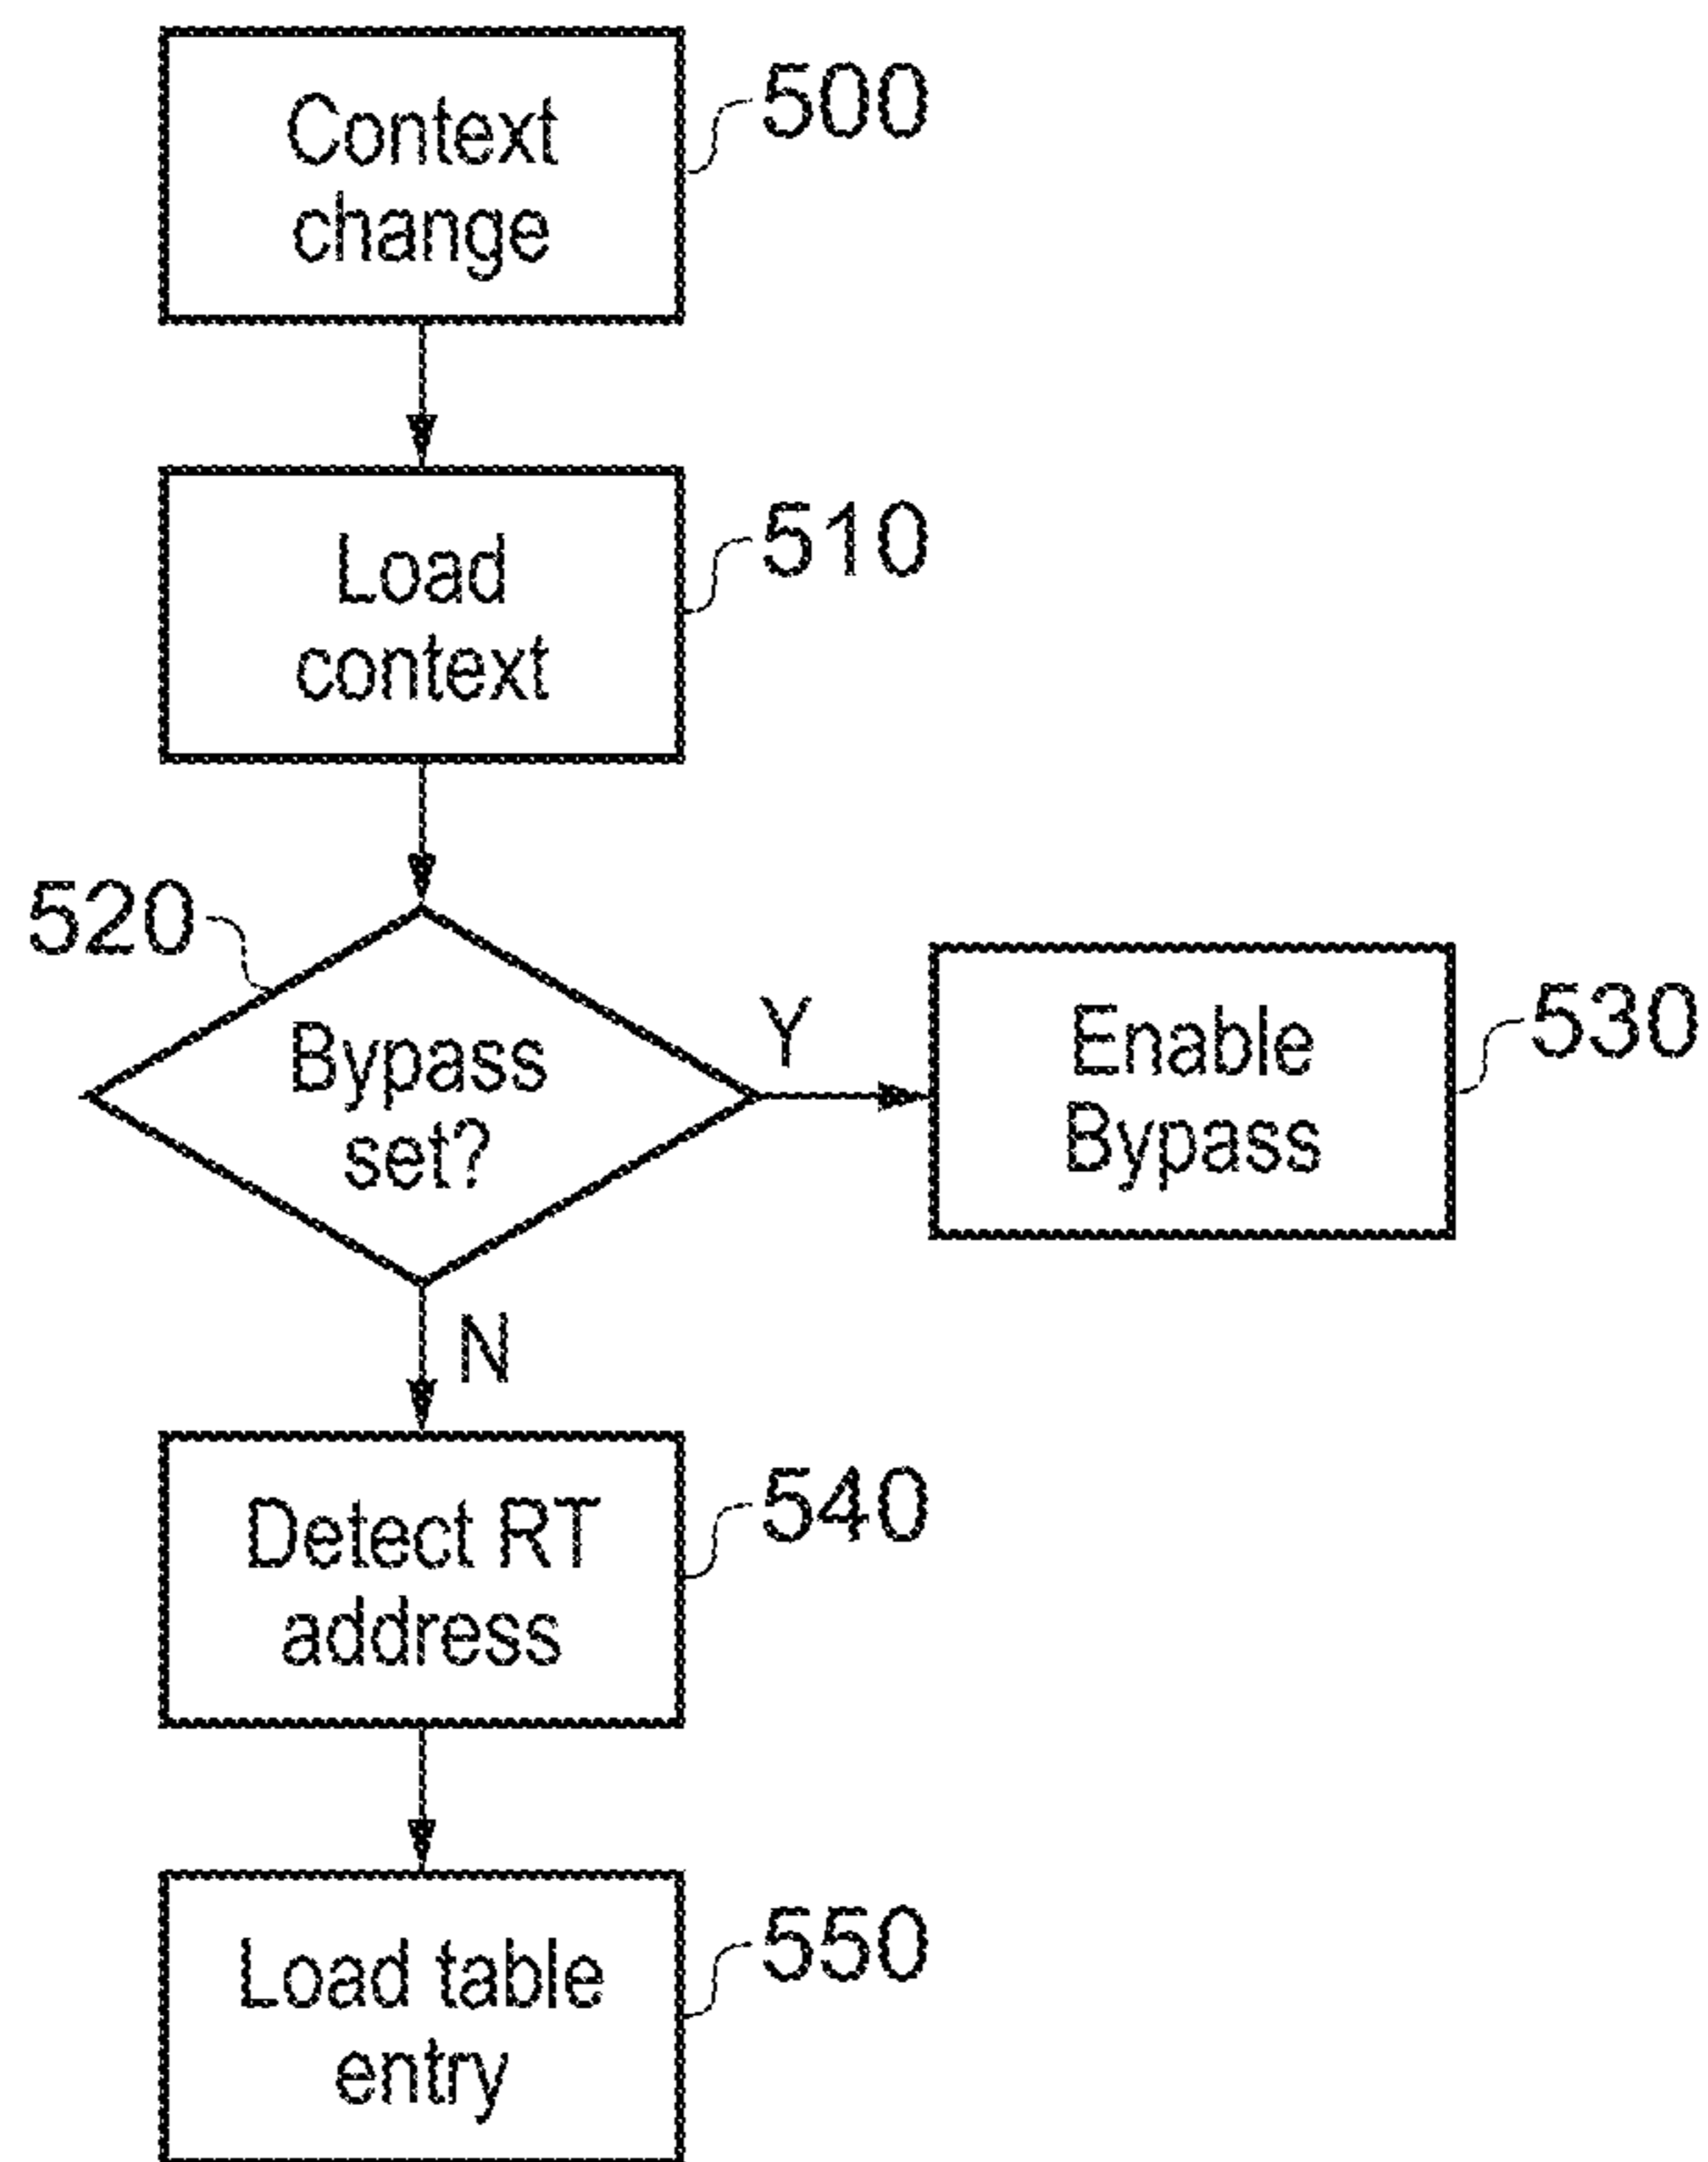 Context
change
500
Load
context
510
520
Bypass
set?
Y
Enable
Bypass
530
N
Detect RT
address
540
Load table
entry
550